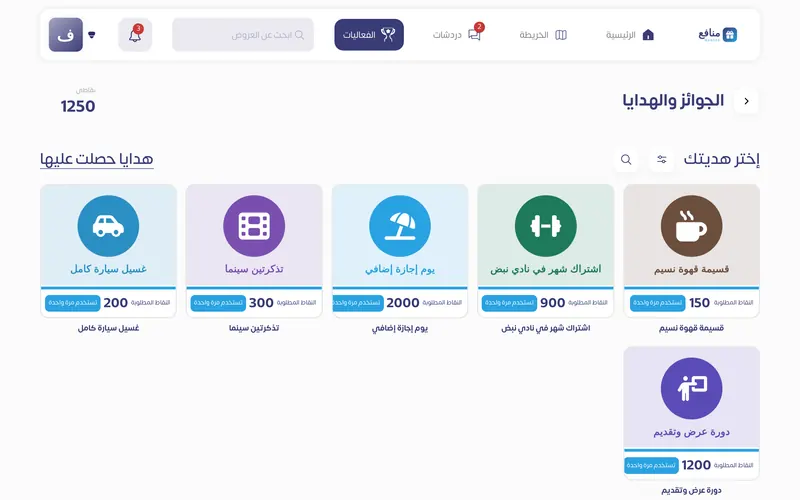 منافع
الرئيسية
الخريطة
دردشات
2
الفعاليات
ابحث عن العروض
3
ف
الجوائز والهدايا
نقاطي
1250
إختر هديتك
هدايا حصلت عليها
قسيمة قهوة نسيم
النقاط المطلوبة 150 تستخدم مرة واحدة
قسيمة قهوة نسيم
اشتراك شهر في نادي نبض
النقاط المطلوبة 900 تستخدم مرة واحدة
اشتراك شهر في نادي نبض
يوم إجازة إضافي
النقاط المطلوبة 2000 تستخدم مرة واحدة
يوم إجازة إضافي
تذكرتين سينما
النقاط المطلوبة 300 تستخدم مرة واحدة
تذكرتين سينما
غسيل سيارة كامل
النقاط المطلوبة 200 تستخدم مرة واحدة
غسيل سيارة كامل
دورة عرض وتقديم
النقاط المطلوبة 1200 تستخدم مرة واحدة
دورة عرض وتقديم